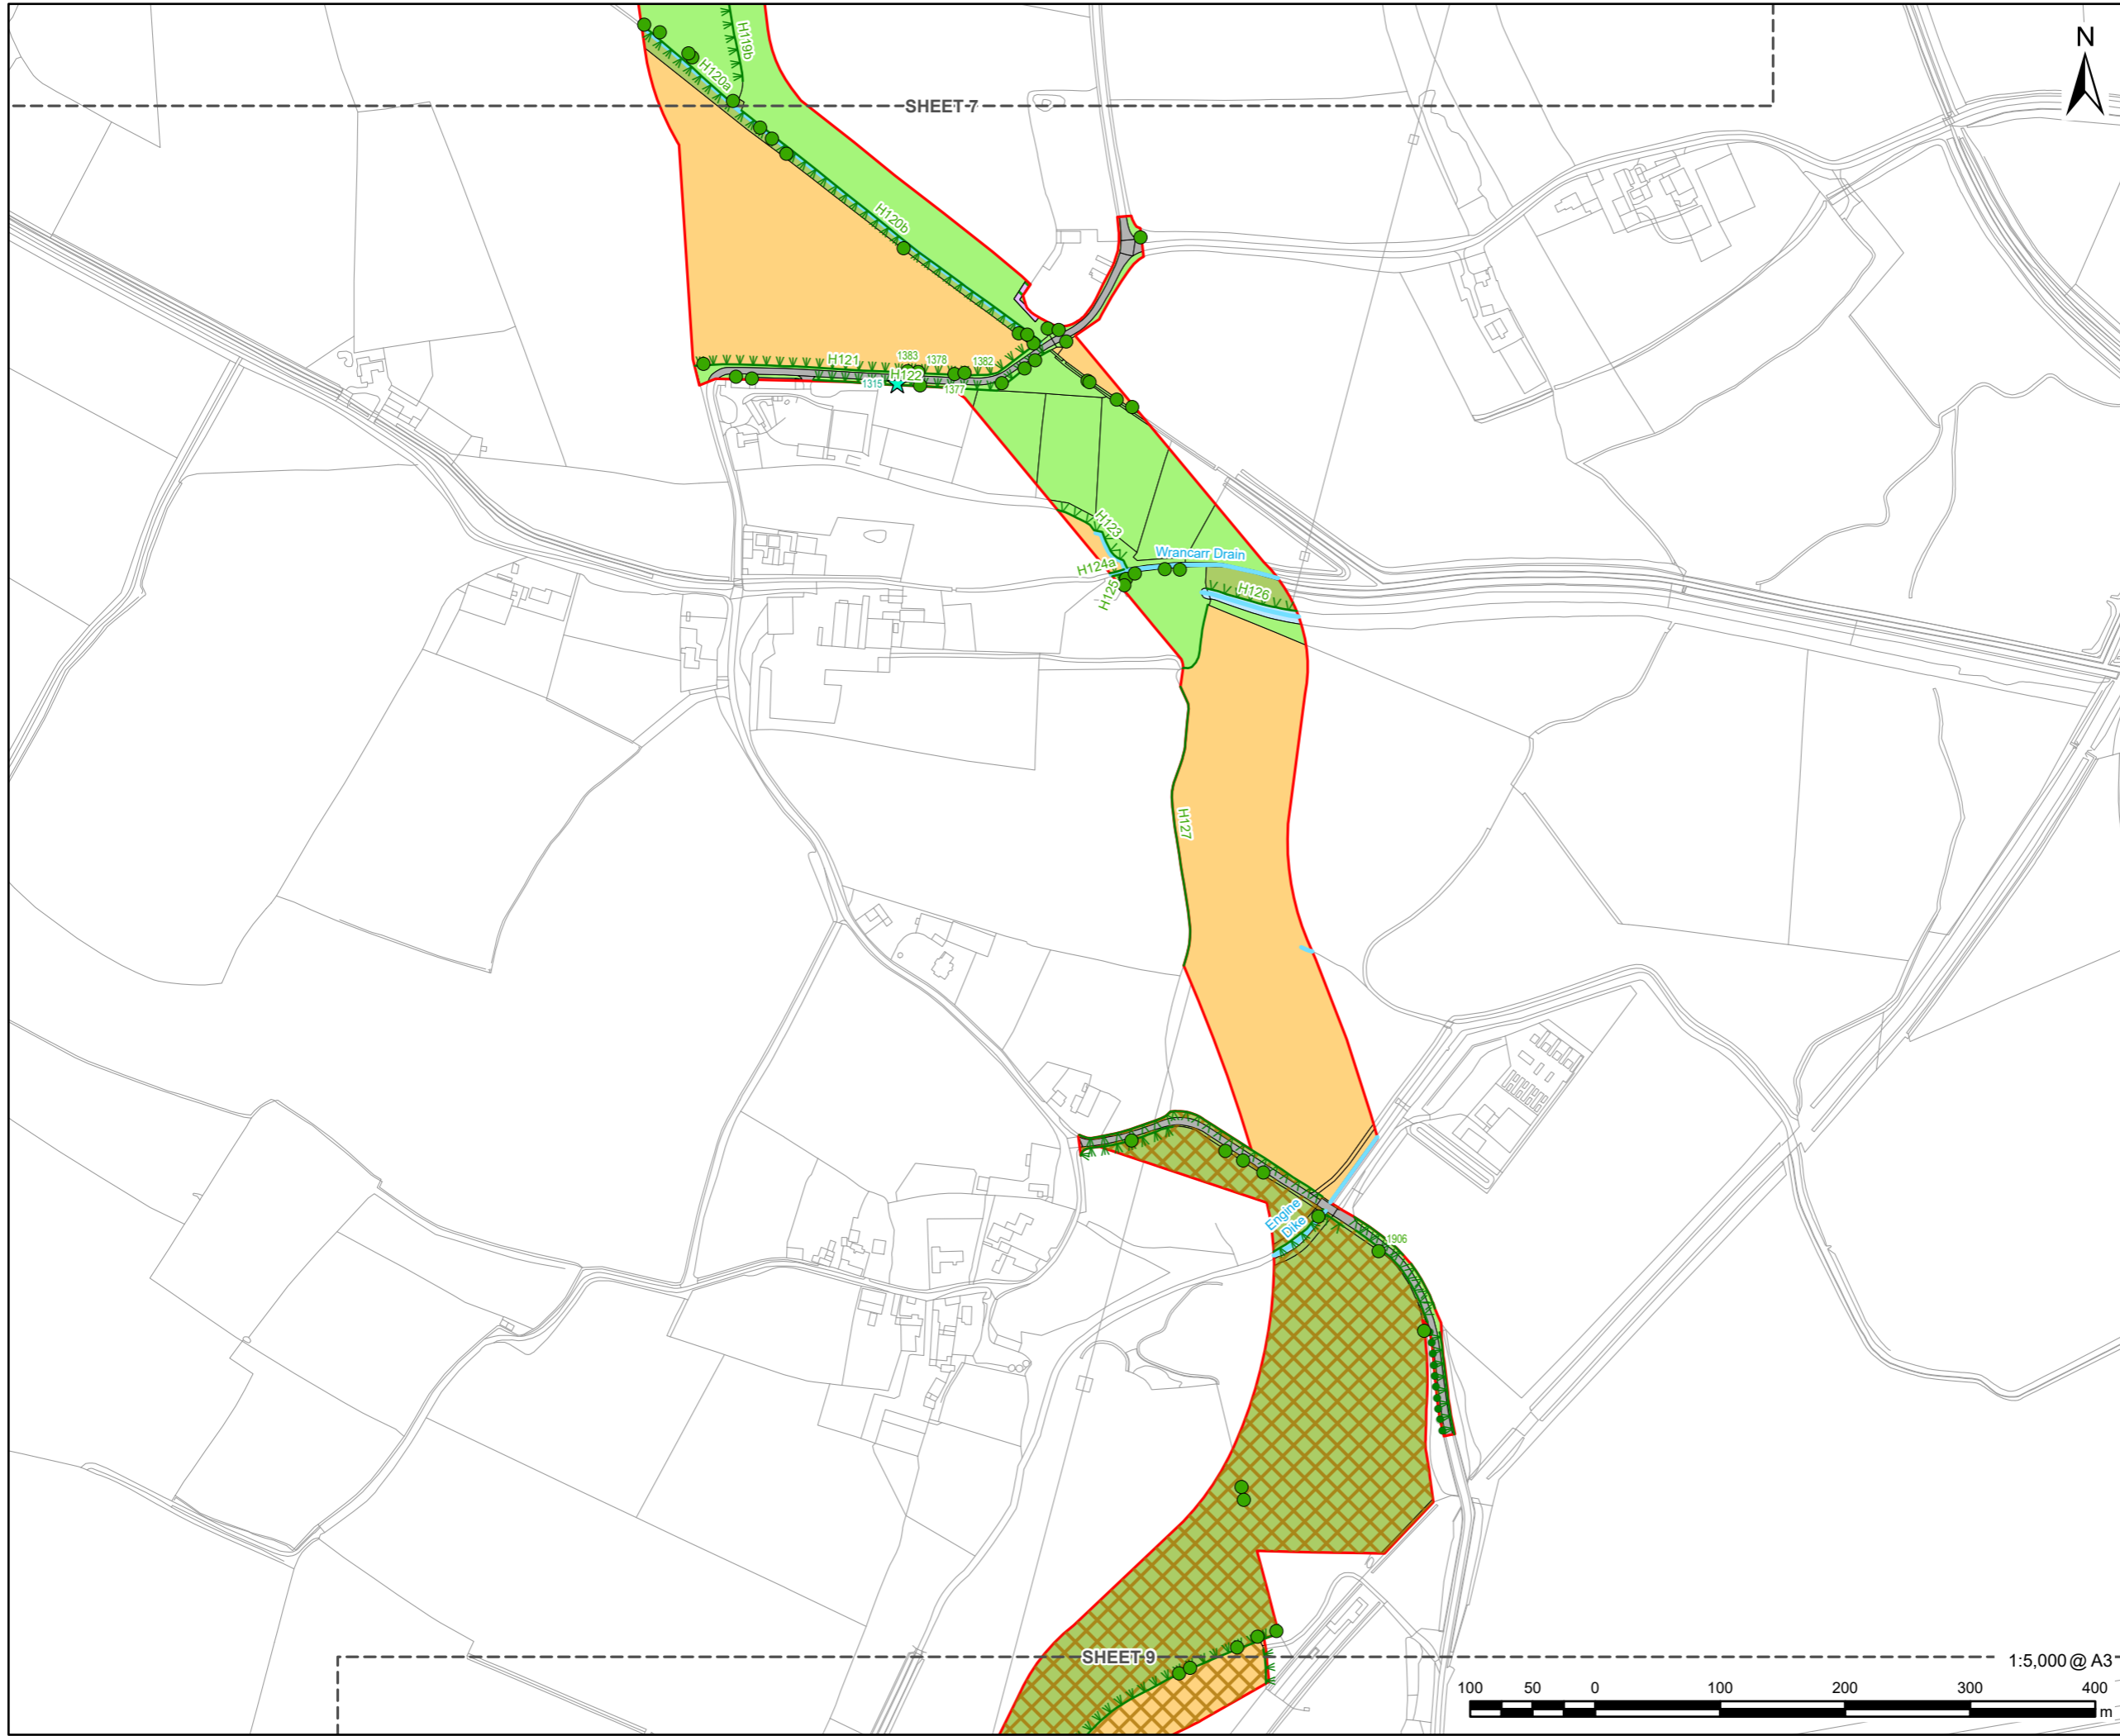 H119b
N
H120a
SHEET 7
H120b
H121
1383
1378
1382
H122
1315
1377
H123
Wrancarr Drain
H124a
H125
H126
H127
Engine
Dike
1906
SHEET 9
1:5,000 @ A3
100 50 0 100 200 300 400
m